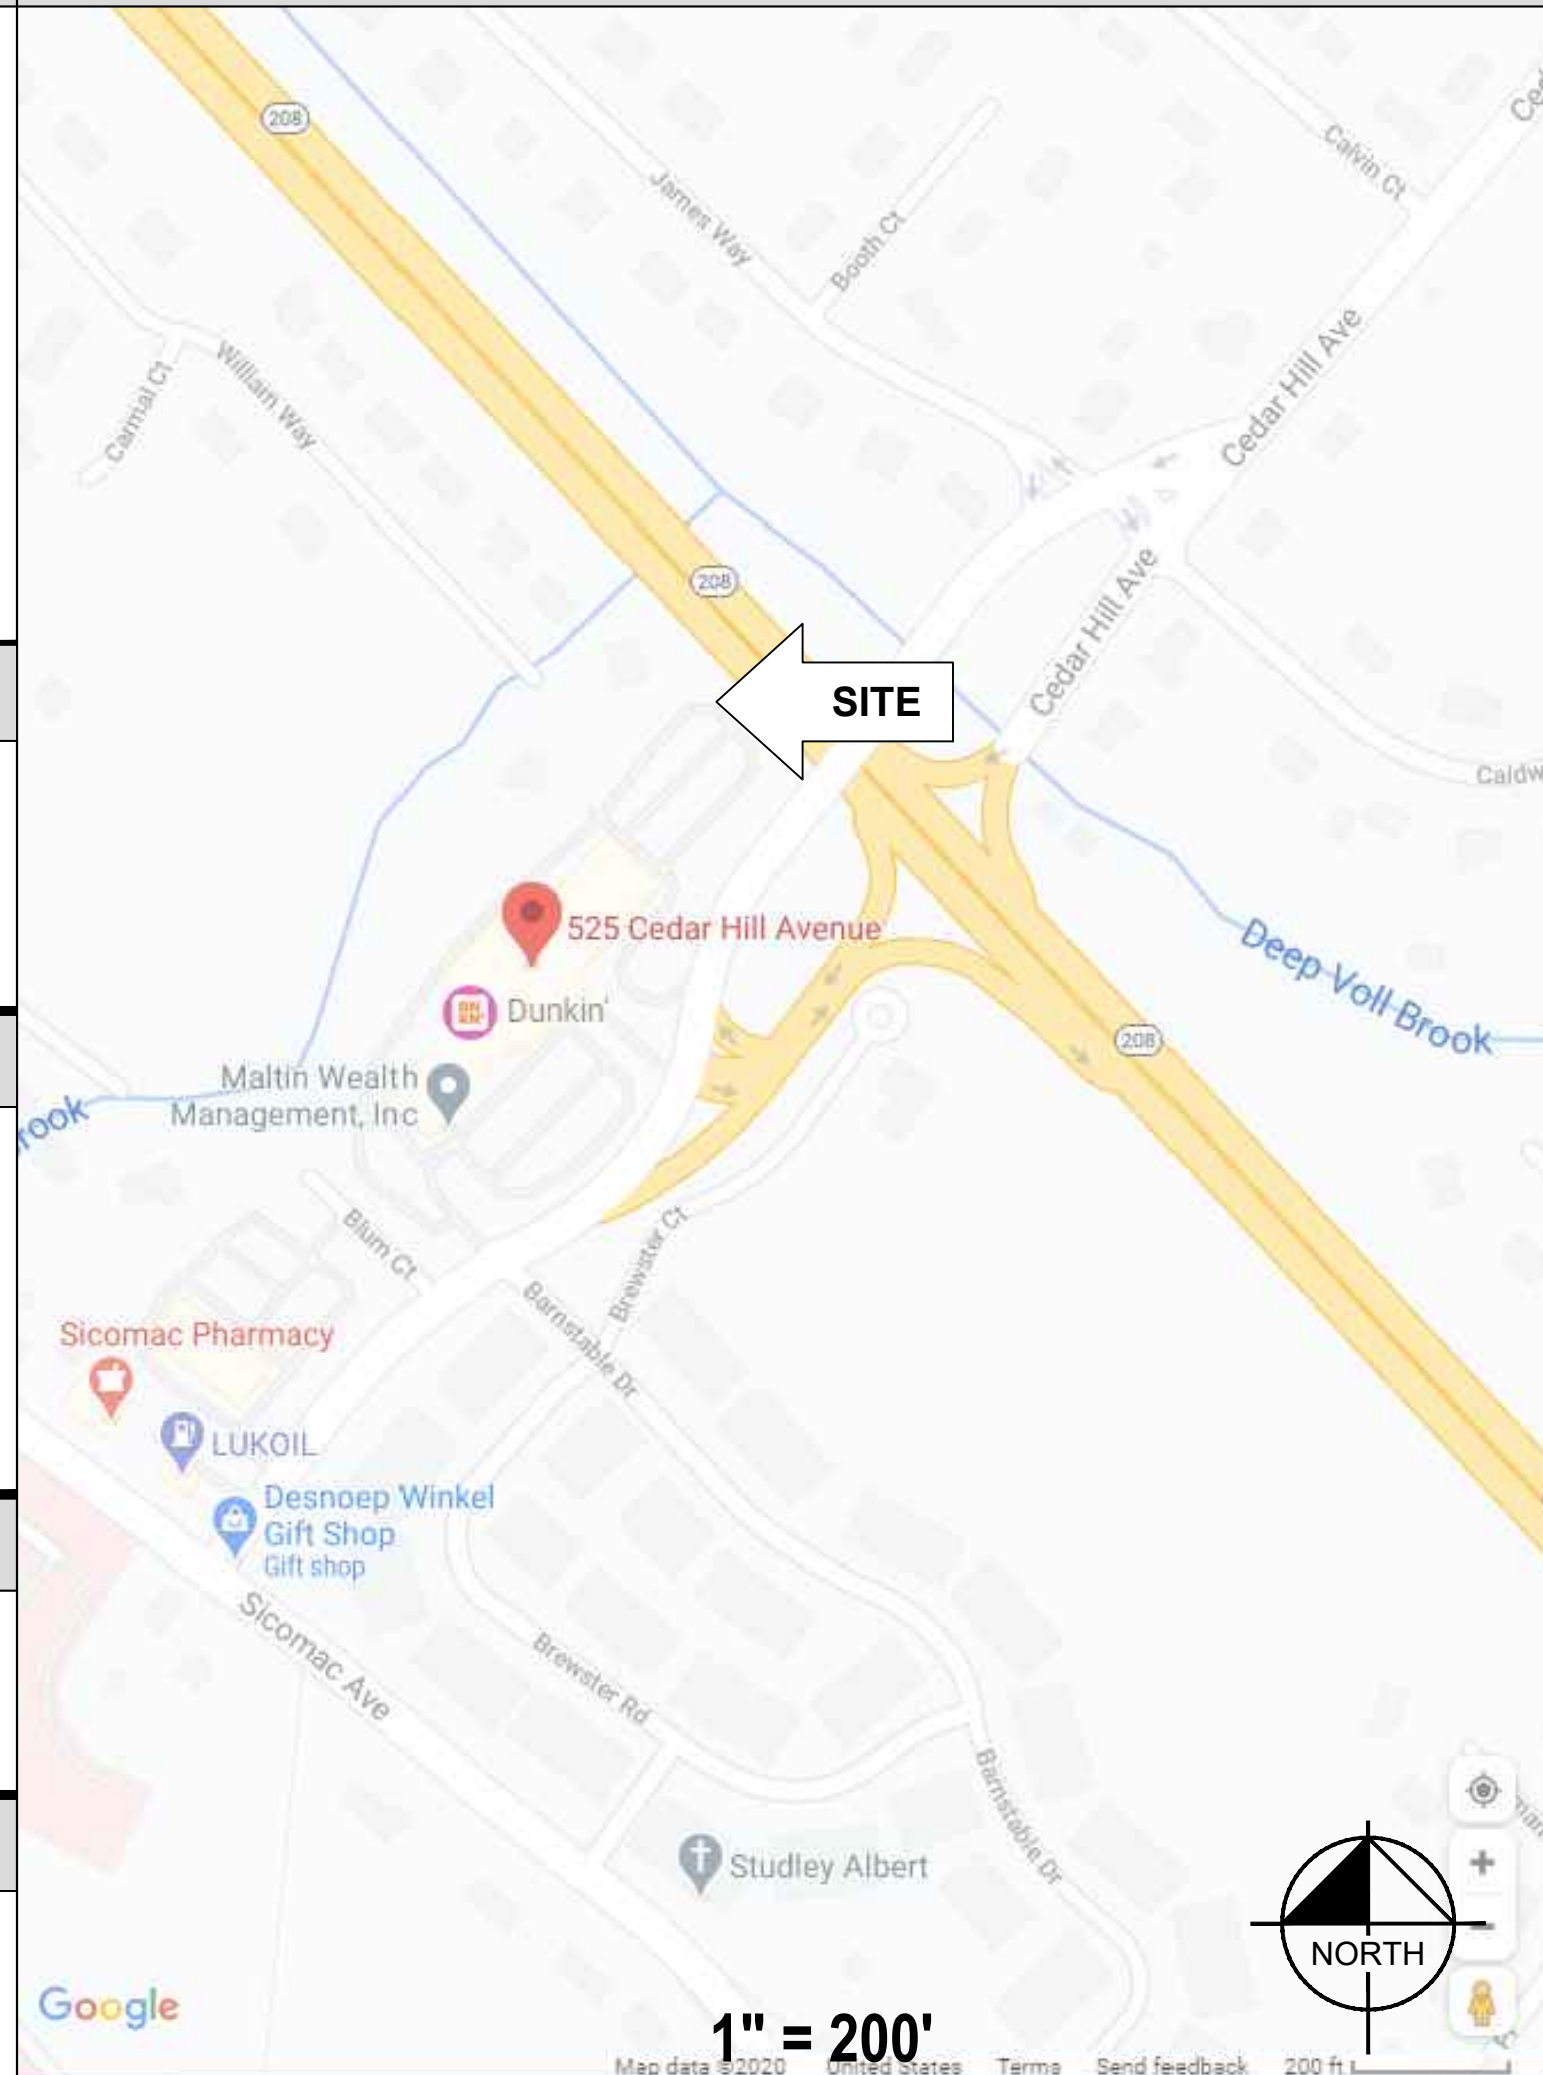 208
Calvin Ct
James Way
Booth Ct
Cedar Hill Ave
William Way
Carmal Ct
208
Cedar Hill Ave
SITE
525 Cedar Hill Avenue
Deep Voll Brook
Dunkin'
208
Maltin Wealth
Management, Inc
Blum Ct
Brewster Ct
Barnstable Dr
Sicomac Pharmacy
LUKOIL
Desnoep Winkel
Gift Shop
Gift shop
Sicomac Ave
Brewster Rd
Barnstable Dr
Studley Albert
NORTH
Google
1" = 200'
Map data ©2020 United States Terms Send feedback 200 ft